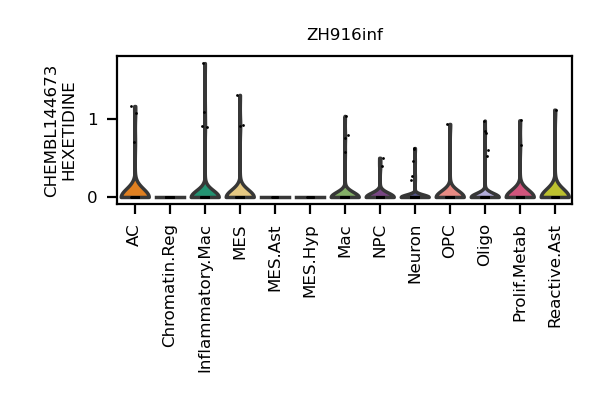 ZH916inf
CHEMBL144673
HEXETIDINE
1
0
AC
Chromatin.Reg
Inflammatory.Mac
MES
MES.Ast
MES.Hyp
Mac
NPC
Neuron
OPC
Oligo
Prolif.Metab
Reactive.Ast